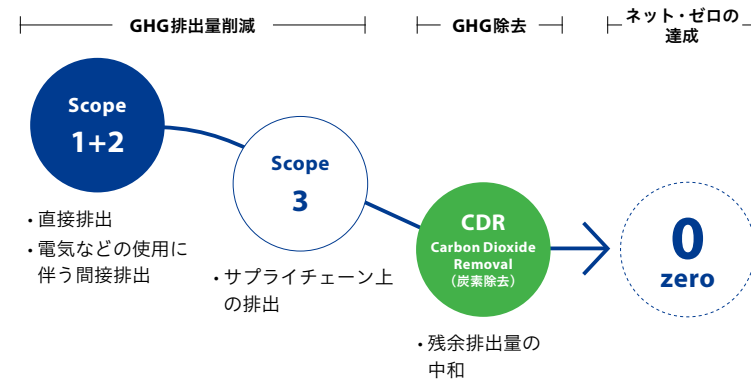 GHG排出量削減
GHG除去
ネット・ゼロの
達成
Scope
1+2
・直接排出
・電気などの使用に
伴う間接排出
Scope
3
・サプライチェーン上
の排出
CDR
Carbon Dioxide
Removal
（炭素除去）
・残余排出量の
中和
0
zero